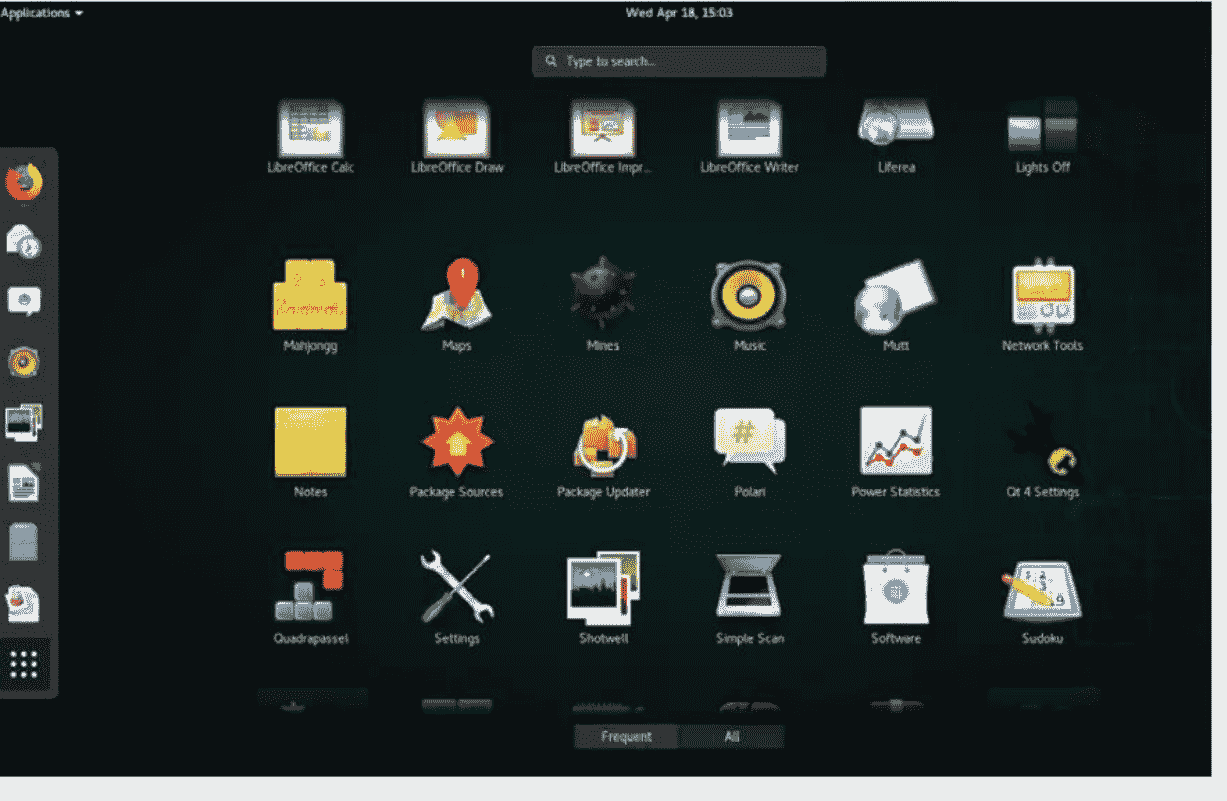 Applications
Wed Apr 18, 15:03
Type to search...
LibreOffice Calc
LibreOffice Draw
LibreOffice Impr...
LibreOffice Writer
Liferea
Lights Off
Mahjongg
Maps
Mines
Music
Mutt
Network Tools
Notes
Package Sources
Package Updater
Polari
Power Statistics
Qt 4 Settings
Quadrapassel
Settings
Shotwell
Simple Scan
Software
Sudoku
Frequent
All